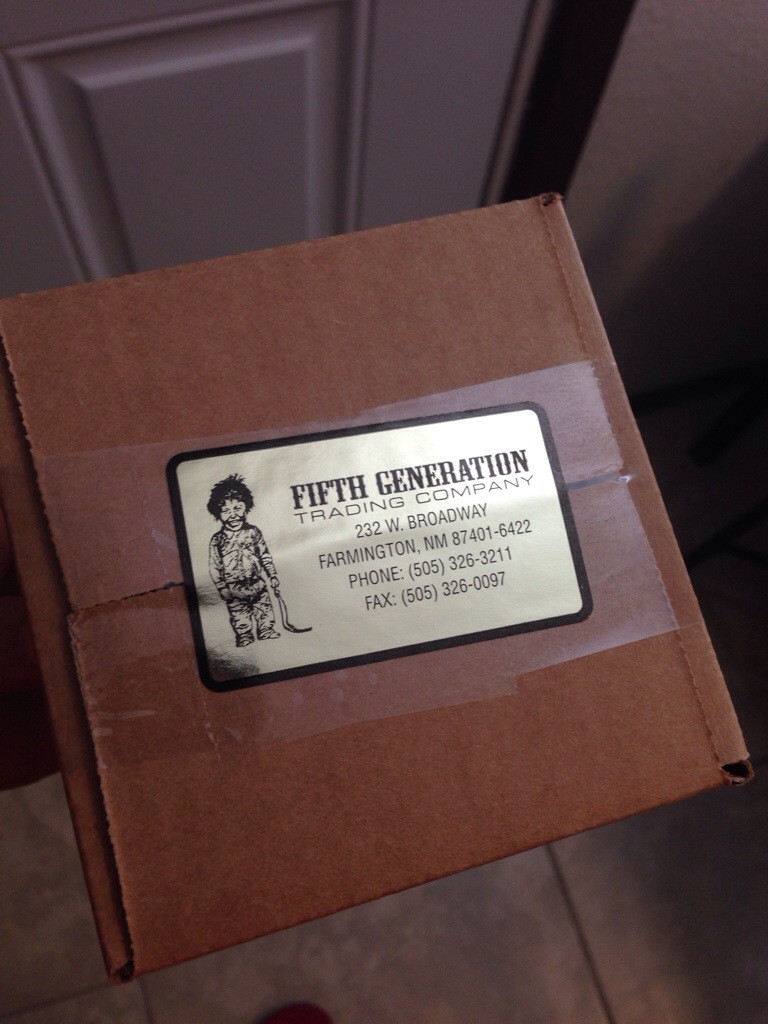 FIFTH GENERATION
TRADING COMPANY
232 W. BROADWAY
FARMINGTON, NM 87401-6422
PHONE: (505) 326-3211
FAX: (505) 326-0097